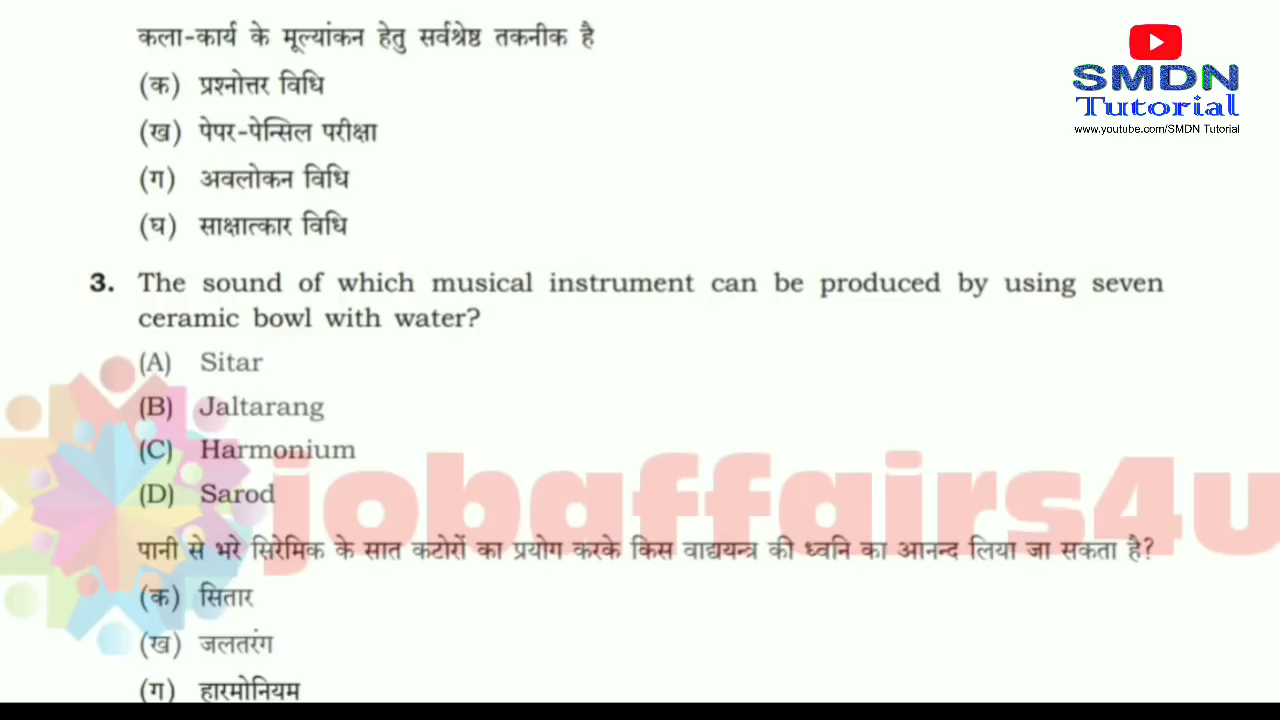 कला-कार्य के मूल्यांकन हेतु सर्वश्रेष्ठ तकनीक है
(क) प्रश्नोत्तर विधि
(ख) पेपर-पेन्सिल परीक्षा
(ग) अवलोकन विधि
(घ) साक्षात्कार विधि
SMDN
Tutorial
www.youtube.com/SMDN Tutorial
3. The sound of which musical instrument can be produced by using seven
ceramic bowl with water?
(A) Sitar
(B) Jaltarang
(C) Harmonium
(D) Sarod
jobaffairs4u
पानी से भरे सिरेमिक के सात कटोरों का प्रयोग करके किस वाद्ययन्त्र की ध्वनि का आनन्द लिया जा सकता है?
(क) सितार
(ख) जलतरंग
(ग) हारमोनियम